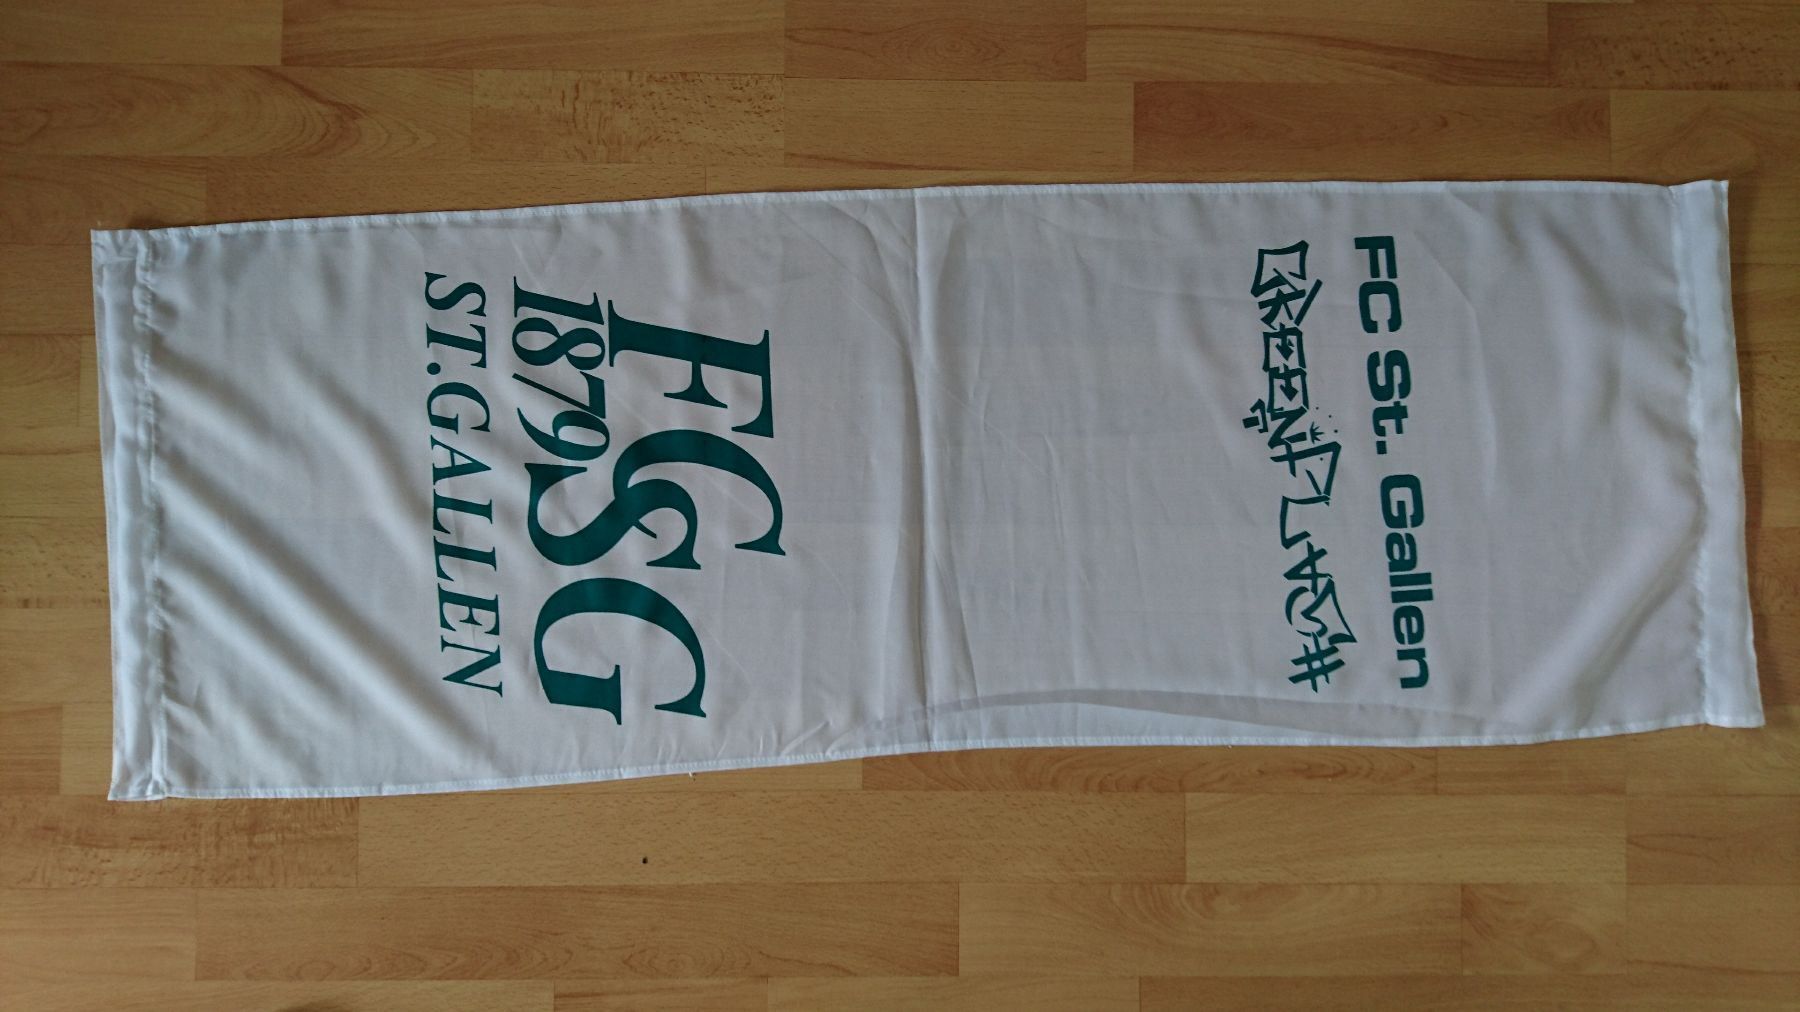 FC St. Gallen
FCSG
1879
ST.GALLEN